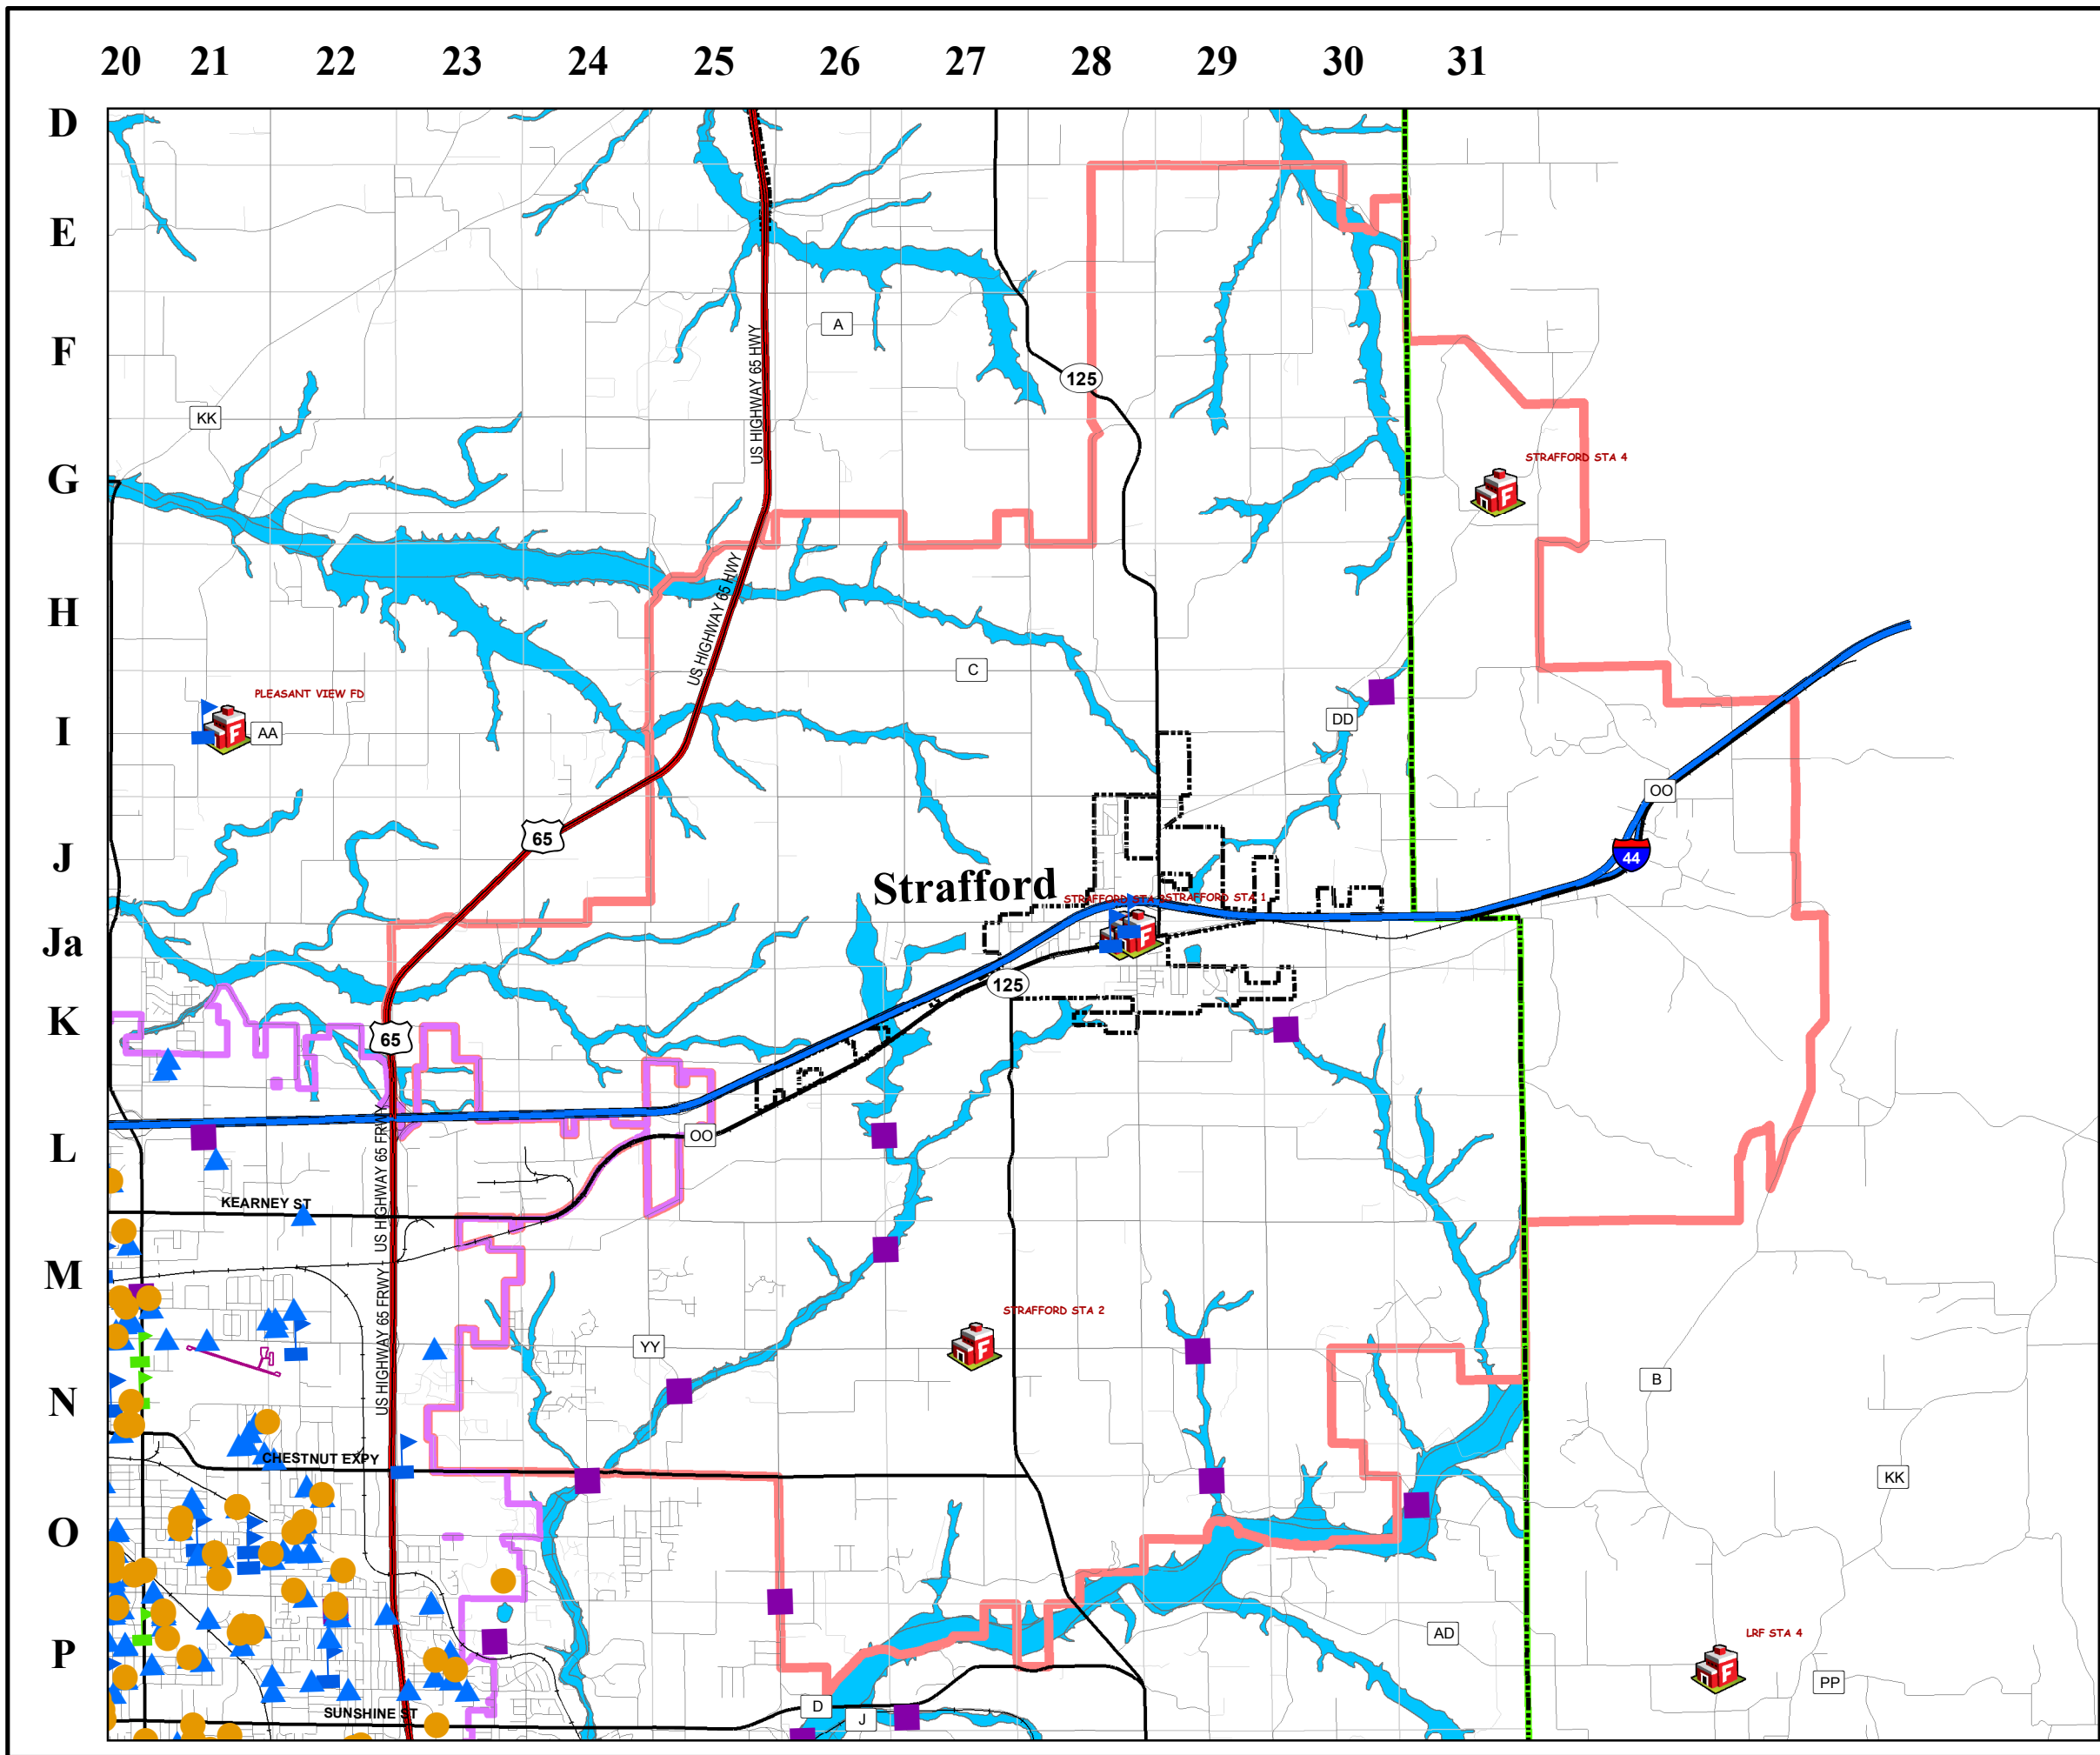 20 21 22 23 24 25 26 27 28 29 30 31
D
E
F
G
H
I
J
Ja
K
L
M
N
O
P
A
US HIGHWAY 65 HWY
125
KK
STRAFFORD STA 4
US HIGHWAY 65 HWY
C
PLEASANT VIEW FD
AA
DD
OO
65
44
Strafford
STRAFFORD STA
STRAFFORD STA 1
125
65
US HIGHWAY 65 FRWY
OO
KEARNEY ST
US HIGHWAY 65 FRWY
STRAFFORD STA 2
YY
B
CHESTNUT EXPY
KK
AD
LRF STA 4
PP
D
J
SUNSHINE ST
F
F
F
F
F